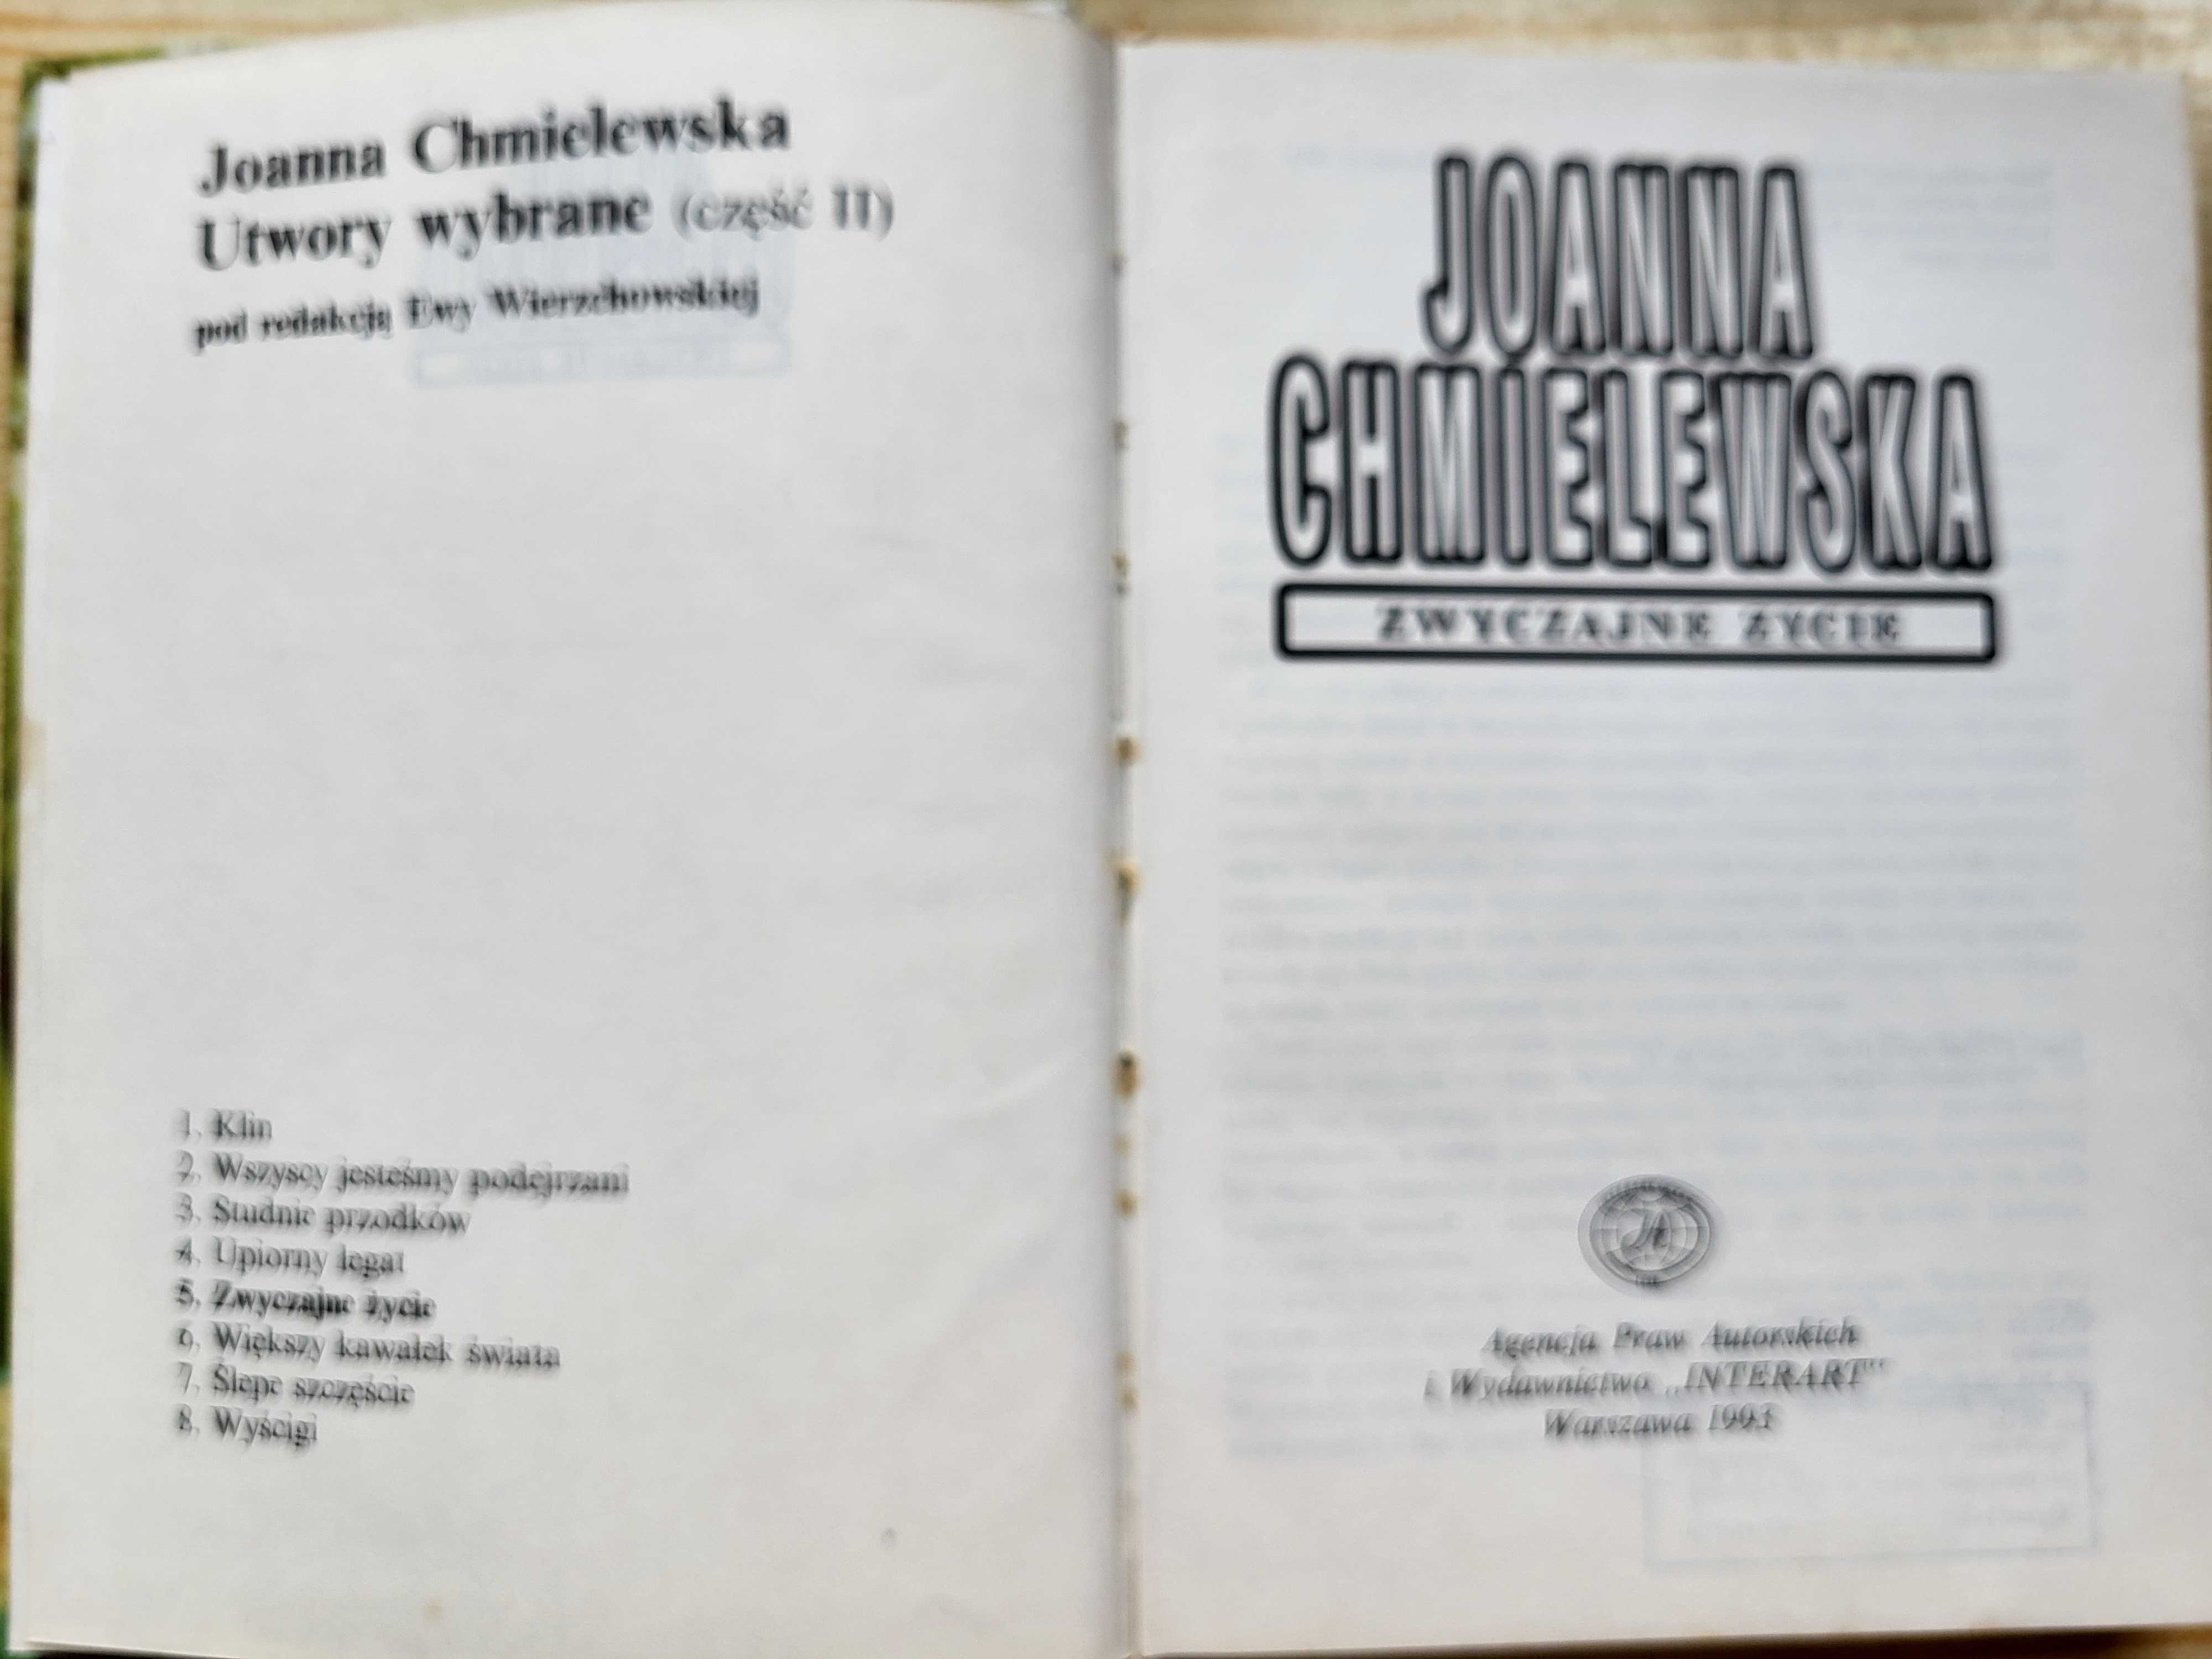 Joanna Chmielewska
Utwory wybrane (część II)
pod redakcją Ewy Wierzchowskiej
1. Klin
2. Wszyscy jesteśmy podejrzani
3. Studnie przodków
4. Upiorny legat
5. Zwyczajne życie
6. Większy kawałek świata
7. Ślepe szczęście
8. Wyścigi
JOANNA
CHMIELEWSKA
ZWYCZAJNE ŻYCIE
Agencja Praw Autorskich
i Wydawnictwo „INTERART"
Warszawa 1993